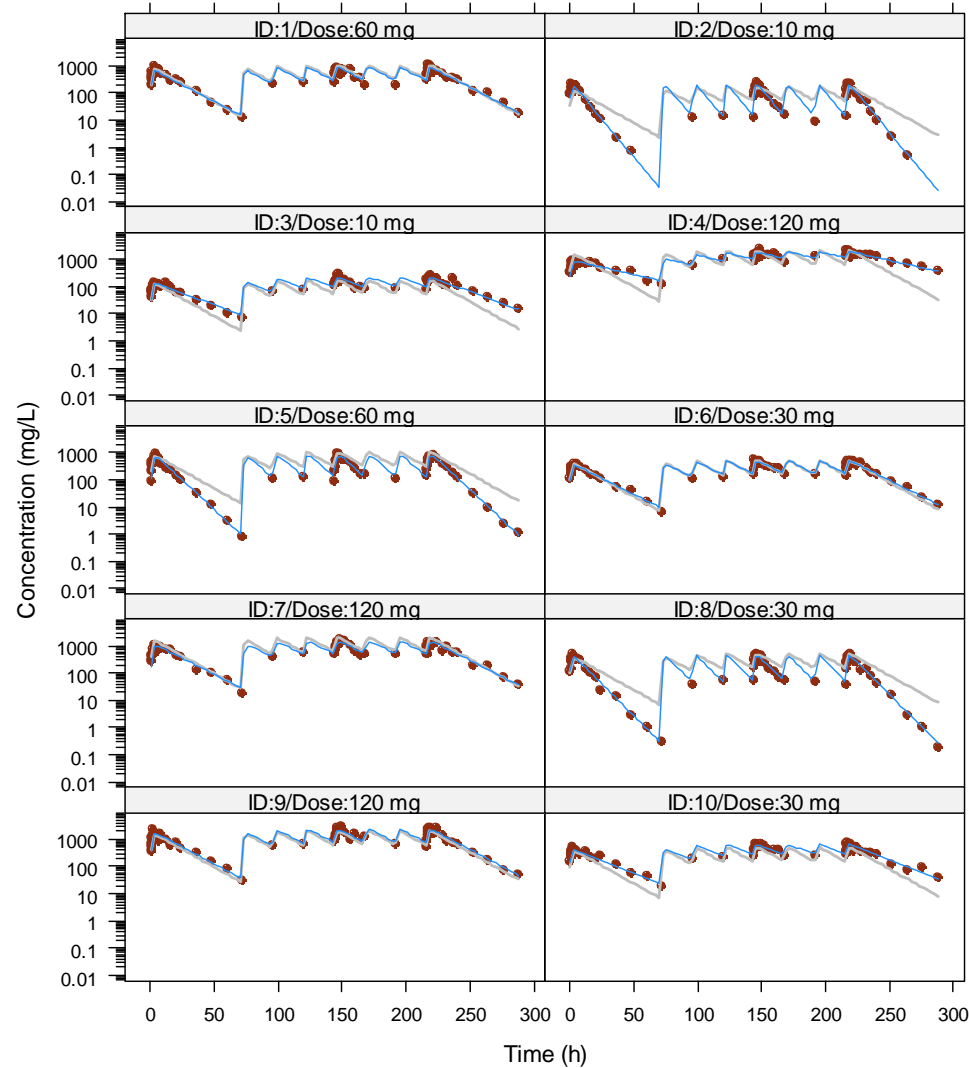 ID:1/Dose:60 mg
ID:2/Dose:10 mg
1000
100
10
1
0.1
0.01
ID:3/Dose:10 mg
ID:4/Dose:120 mg
1000
100
10
1
0.1
0.01
ID:5/Dose:60 mg
ID:6/Dose:30 mg
1000
100
10
1
0.1
0.01
ID:7/Dose:120 mg
ID:8/Dose:30 mg
1000
100
10
1
0.1
0.01
ID:9/Dose:120 mg
ID:10/Dose:30 mg
1000
100
10
1
0.1
0.01
Concentration (mg/L)
0 50 100 150 200 250 300
0 50 100 150 200 250 300
Time (h)